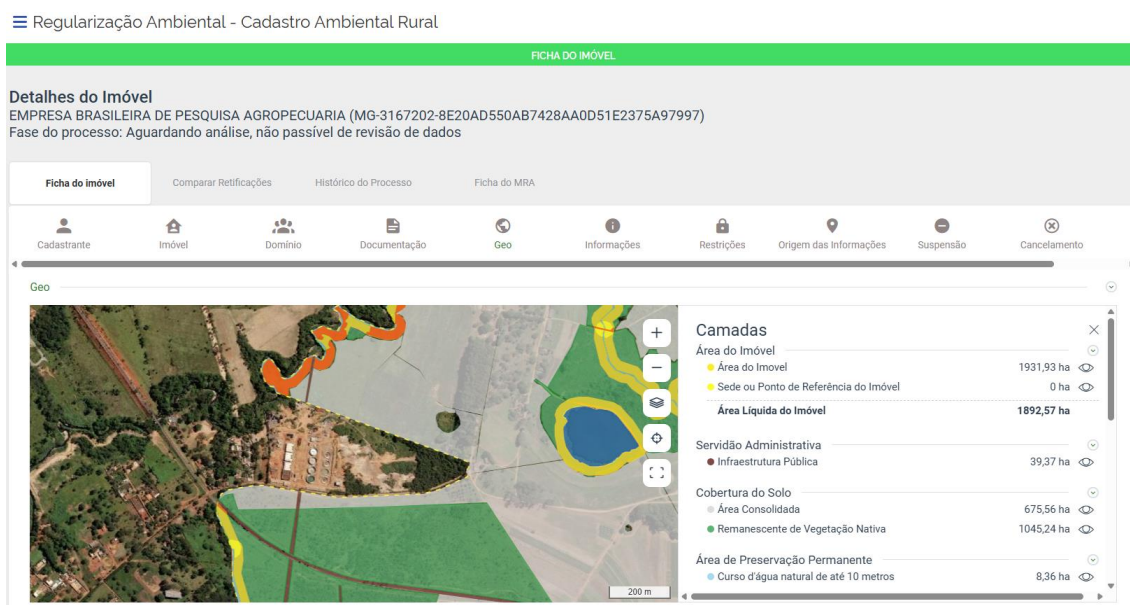 Regularização Ambiental - Cadastro Ambiental Rural
FICHA DO IMÓVEL
Detalhes do Imóvel
EMPRESA BRASILEIRA DE PESQUISA AGROPECUARIA (MG-3167202-8E20AD550AB7428AA0D51E2375A97997)
Fase do processo: Aguardando análise, não passível de revisão de dados
Ficha do imóvel Comparar Retificações Histórico do Processo Ficha do MRA
Cadastrante Imóvel Domínio Documentação Geo Informações Restrições Origem das Informações Suspensão Cancelamento
Geo
Camadas
Área do Imóvel
Área do Imovel 1931,93 ha
Sede ou Ponto de Referência do Imóvel 0 ha
Área Líquida do Imóvel 1892,57 ha
Servidão Administrativa
Infraestrutura Pública 39,37 ha
Cobertura do Solo
Área Consolidada 675,56 ha
Remanescente de Vegetação Nativa 1045,24 ha
Área de Preservação Permanente
Curso d'água natural de até 10 metros 8,36 ha
200 m